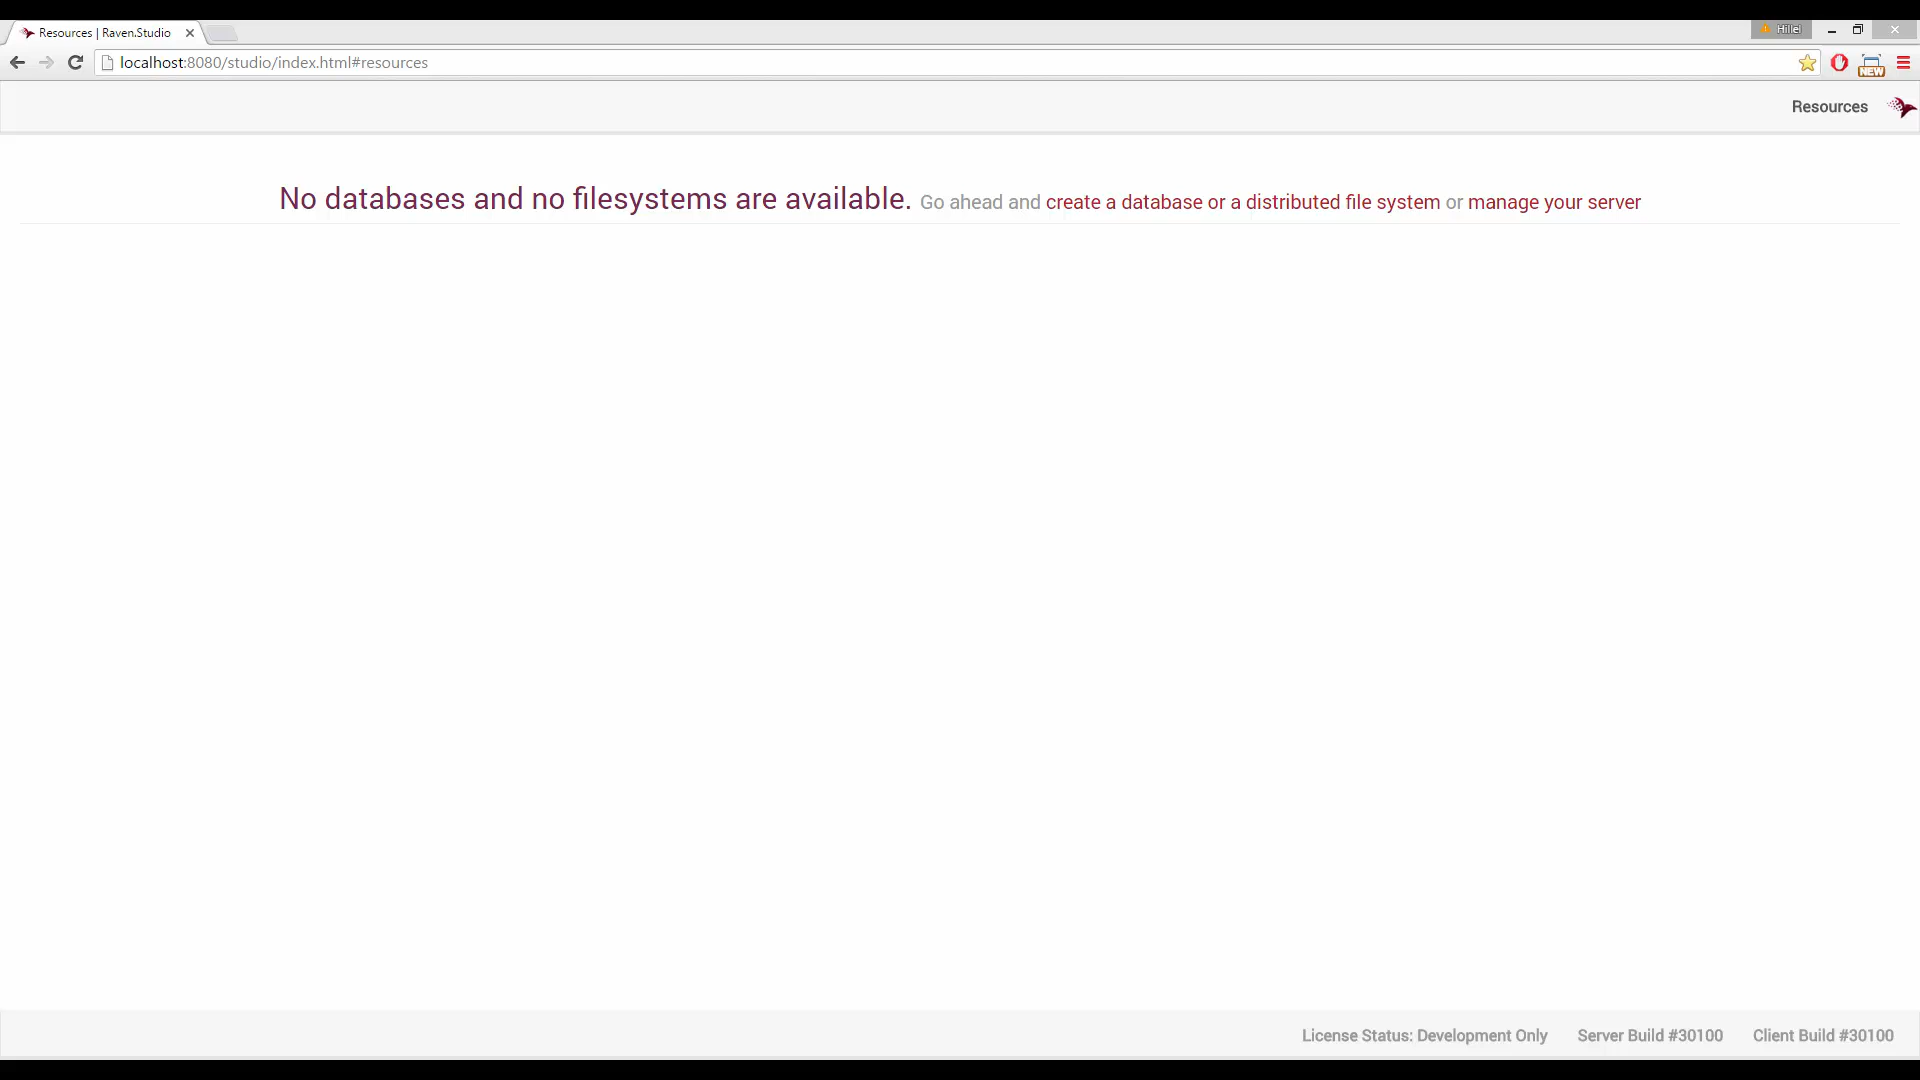 Resources | Raven.Studio
Hillel
localhost:8080/studio/index.html#resources
NEW
Resources
No databases and no filesystems are available. Go ahead and create a database or a distributed file system or manage your server
License Status: Development Only Server Build #30100 Client Build #30100